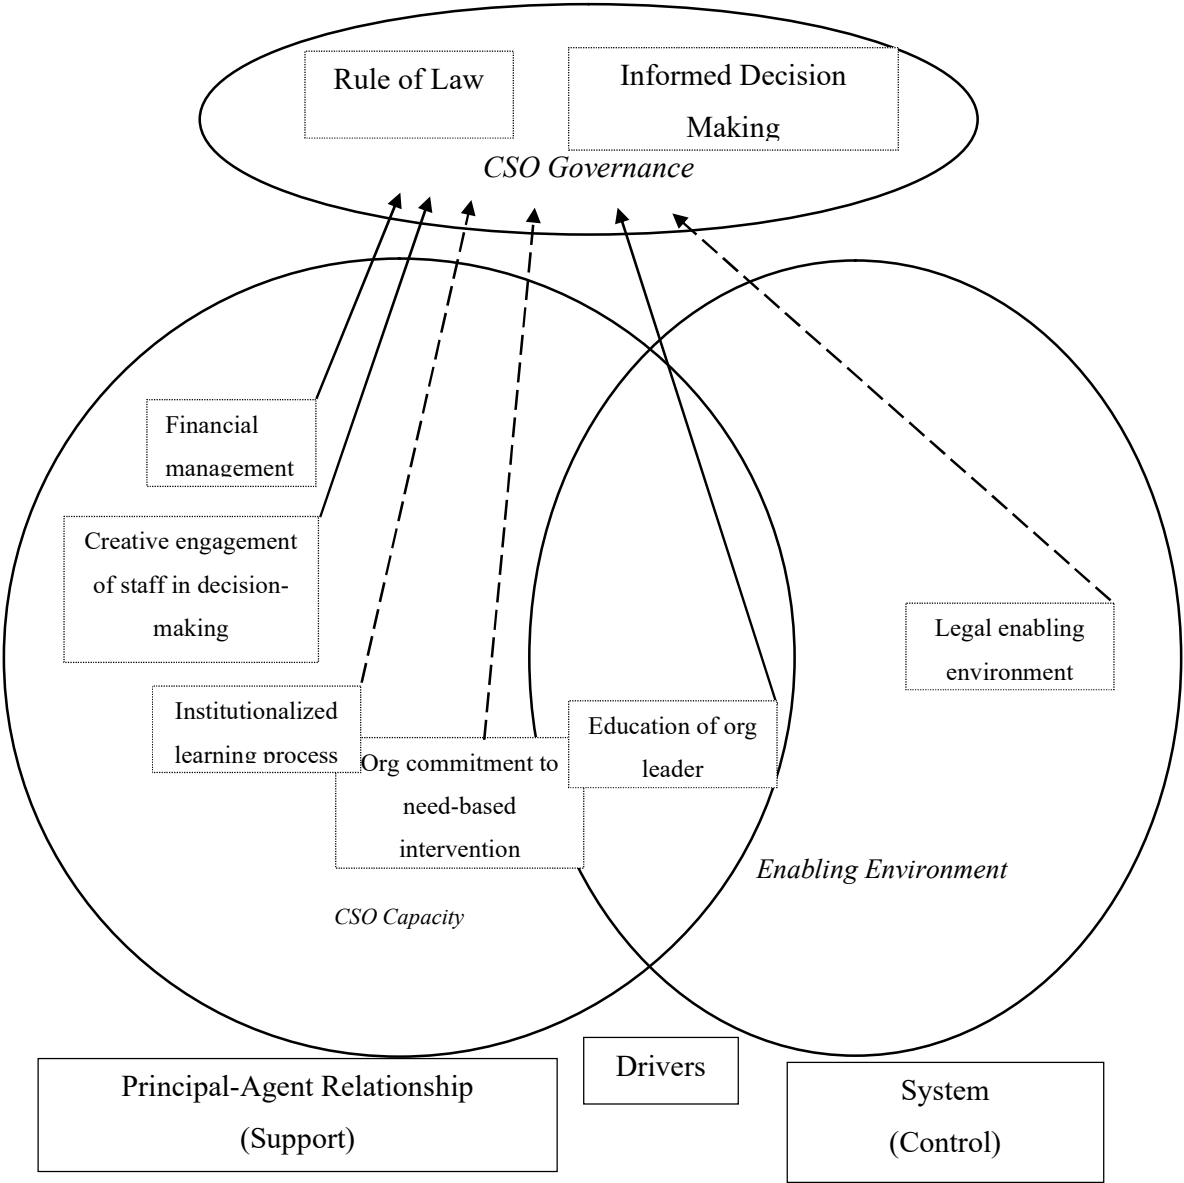 Rule of Law
Informed Decision
Making
CSO Governance
Financial
management
Creative engagement
of staff in decision-
making
Institutionalized
learning process
Org commitment to
need-based
intervention
Education of org
leader
Legal enabling
environment
Enabling Environment
CSO Capacity
Principal-Agent Relationship
(Support)
Drivers
System
(Control)